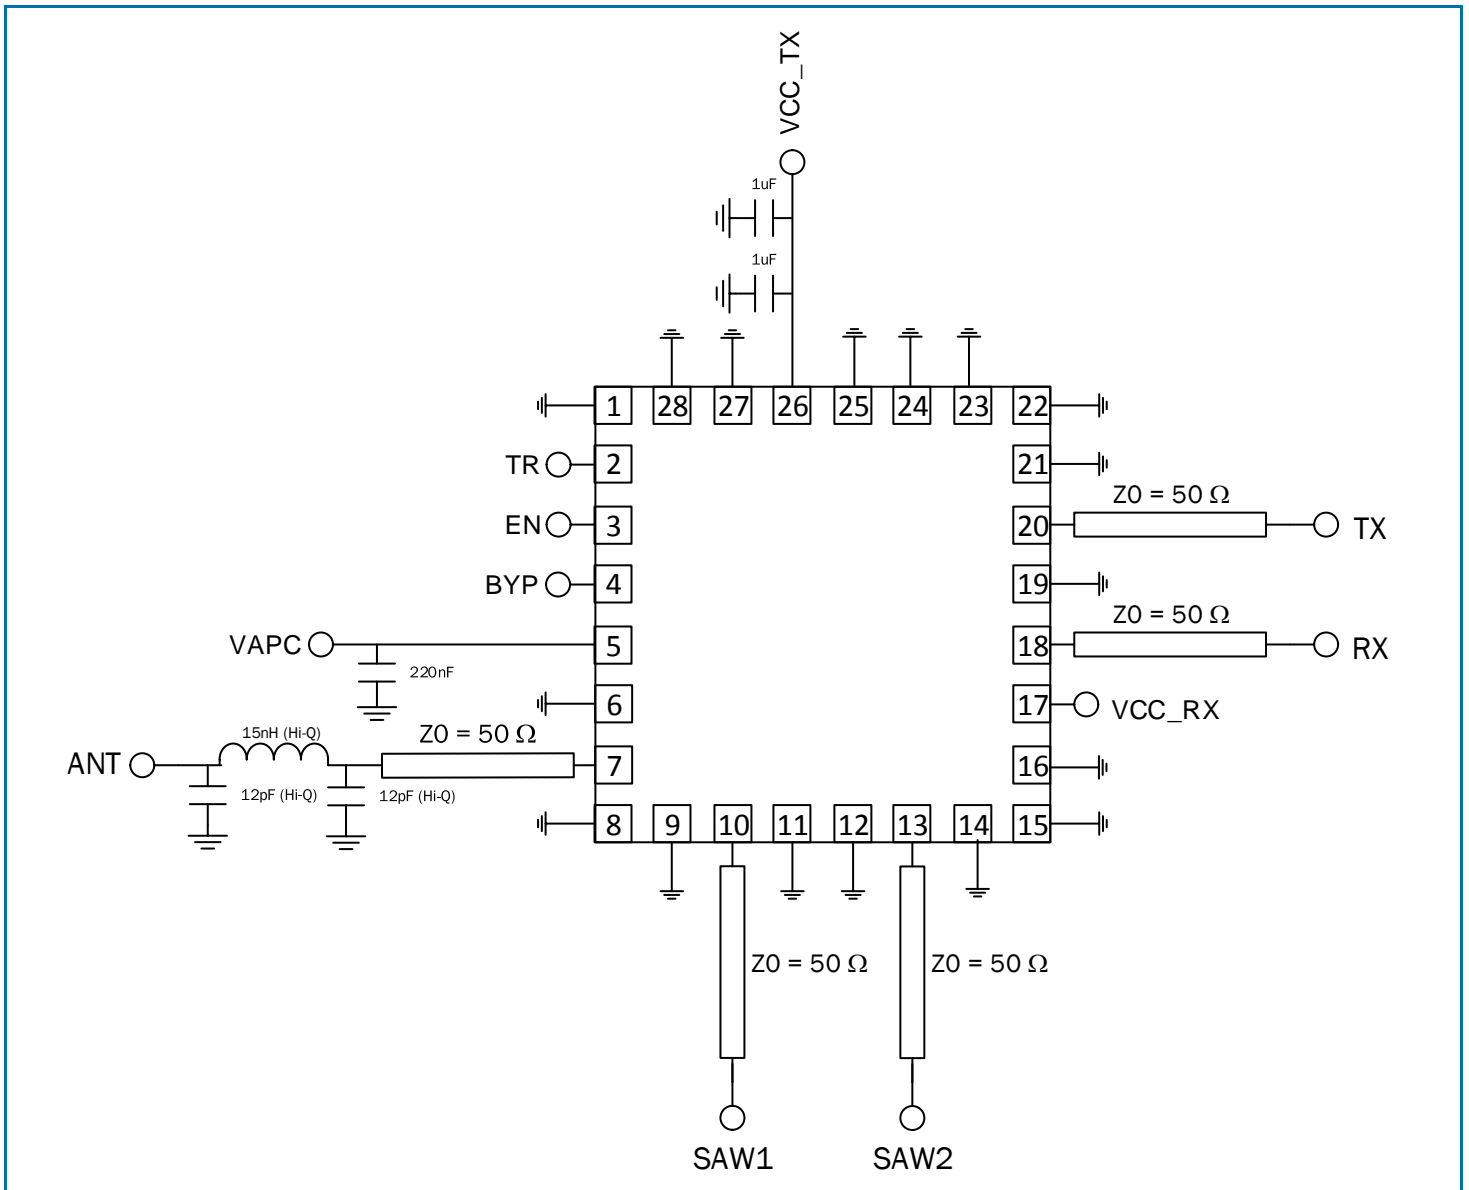 VCC_TX
1uF
1uF
1 28 27 26 25 24 23 22
TR 2 21
Z0 = 50 Ω
EN 3 20 TX
BYP 4 19
Z0 = 50 Ω
VAPC 5 18 RX
220nF
6 17 VCC_RX
15nH (Hi-Q) Z0 = 50 Ω
ANT 7 16
12pF (Hi-Q) 12pF (Hi-Q)
8 9 10 11 12 13 14 15
Z0 = 50 Ω Z0 = 50 Ω
SAW1 SAW2